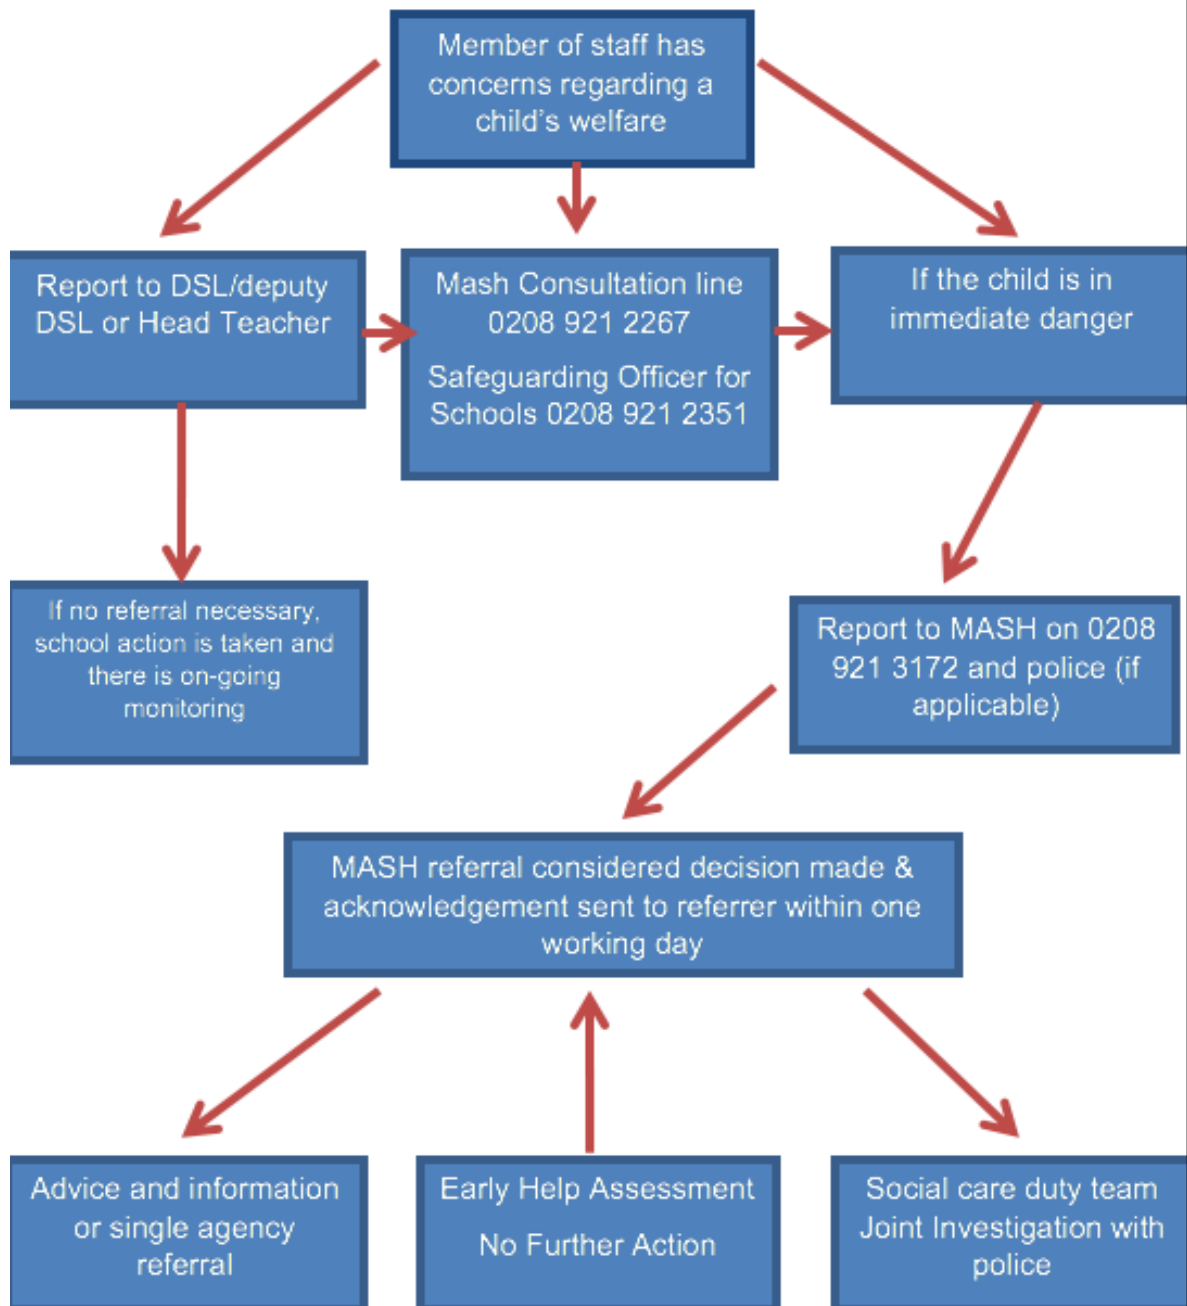 Member of staff has
concerns regarding a
child's welfare
Report to DSL/deputy
DSL or Head Teacher
Mash Consultation line
0208 921 2267
Safeguarding Officer for
Schools 0208 921 2351
If the child is in
immediate danger
If no referral necessary,
school action is taken and
there is on-going
monitoring
Report to MASH on 0208
921 3172 and police (if
applicable)
MASH referral considered decision made &
acknowledgement sent to referrer within one
working day
Advice and information
or single agency
referral
Early Help Assessment
No Further Action
Social care duty team
Joint Investigation with
police